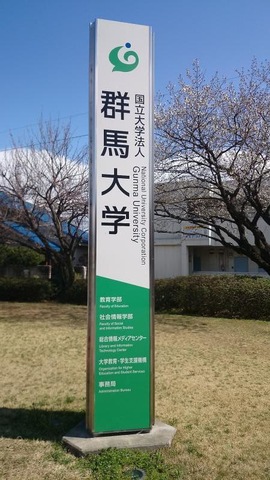 国立大学法人
群馬大学
National University Corporation
Gunma University
教育学部
Faculty of Education
社会情報学部
Faculty of Social
and Information Studies
総合情報メディアセンター
Library and Information
Technology Center
大学教育・学生支援機構
Organization for Higher
Education and Student Services
事務局
Administration Bureau